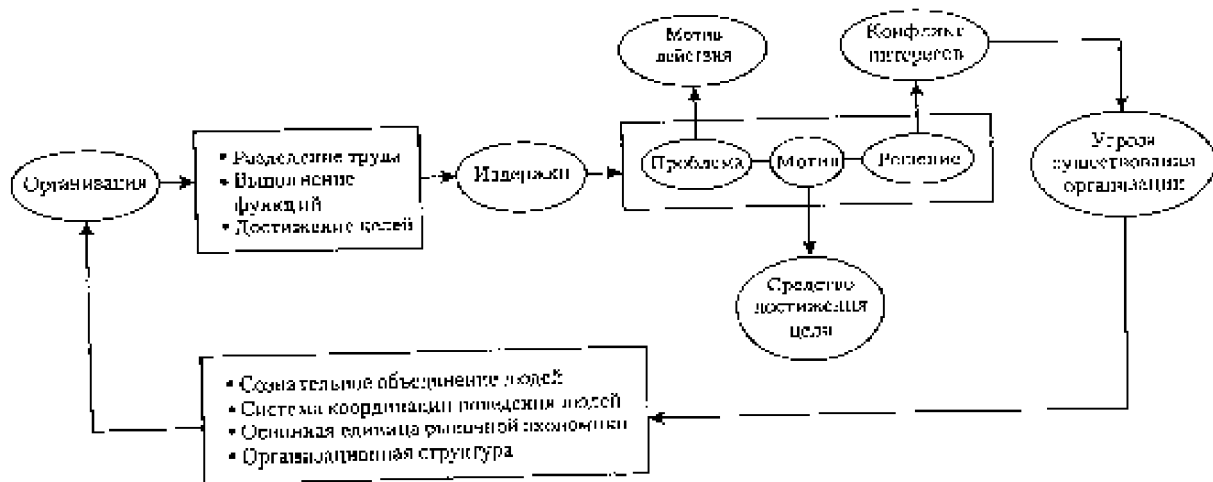 Мотив
действия
Конфликт
интересов
• Разделение труда
• Выполнение
функций
• Достижение целей
Организация
Издержки
Проблема
Мотив
Решение
Угроза
существования
организации
Средство
достижения
цели
• Сознательное объединение людей
• Система координации поведения людей
• Основная единица рыночной экономики
• Организационная структура